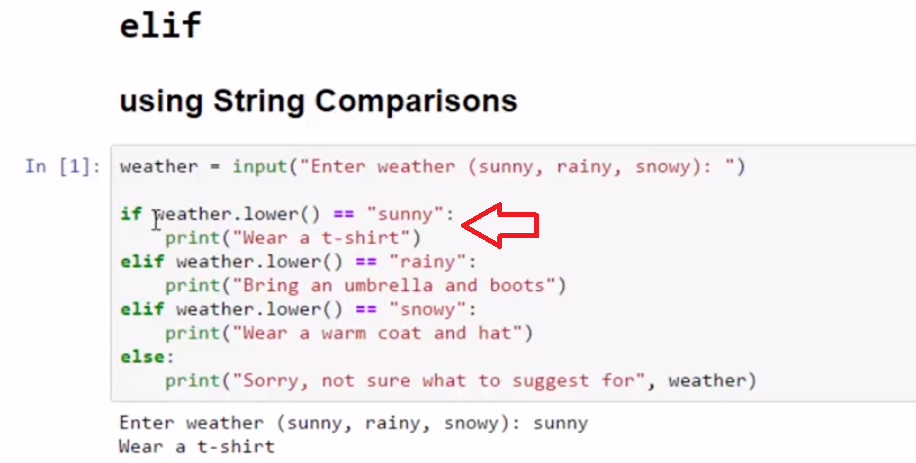 elif
using String Comparisons
In [1]: weather = input("Enter weather (sunny, rainy, snowy): ")
if weather.lower() == "sunny":
    print("Wear a t-shirt")
elif weather.lower() == "rainy":
    print("Bring an umbrella and boots")
elif weather.lower() == "snowy":
    print("Wear a warm coat and hat")
else:
    print("Sorry, not sure what to suggest for", weather)
Enter weather (sunny, rainy, snowy): sunny
Wear a t-shirt